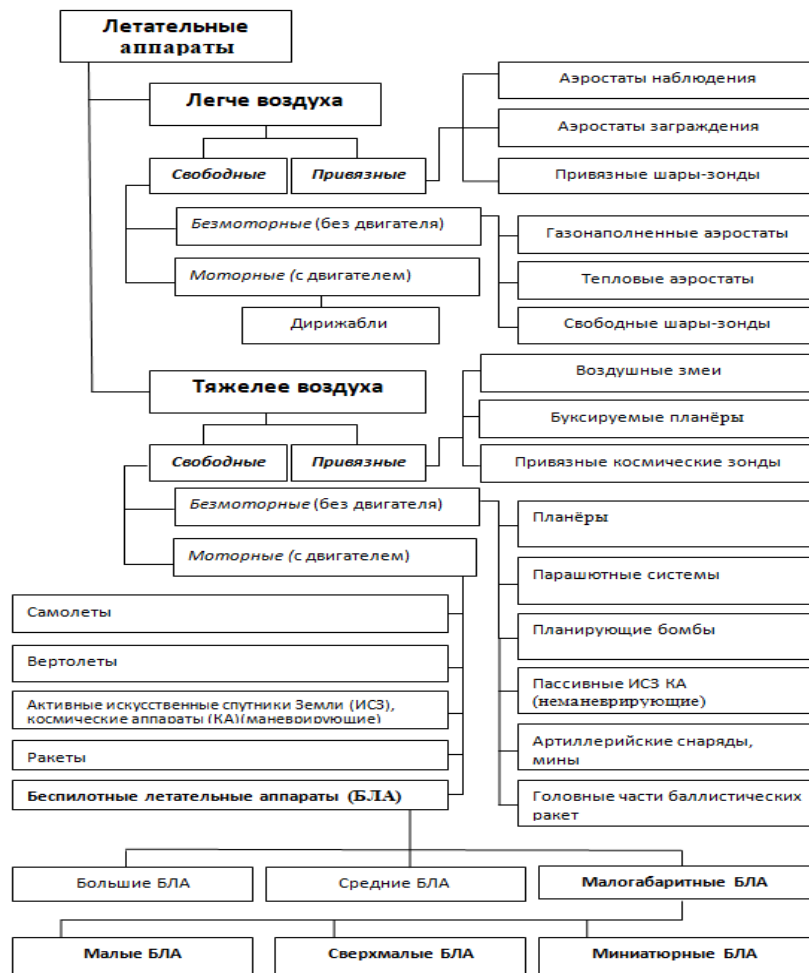 Летательные
аппараты
Легче воздуха
Свободные
Привязные
Аэростаты наблюдения
Аэростаты заграждения
Привязные шары-зонды
Безмоторные (без двигателя)
Газонаполненные аэростаты
Тепловые аэростаты
Свободные шары-зонды
Моторные (с двигателем)
Дирижабли
Тяжелее воздуха
Свободные
Привязные
Воздушные змеи
Буксируемые планёры
Привязные космические зонды
Безмоторные (без двигателя)
Планёры
Парашютные системы
Планирующие бомбы
Пассивные ИСЗ КА
(неманеврирующие)
Артиллерийские снаряды,
мины
Головные части баллистических
ракет
Моторные (с двигателем)
Самолеты
Вертолеты
Активные искусственные спутники Земли (ИСЗ),
космические аппараты (КА)(маневрирующие)
Ракеты
Беспилотные летательные аппараты (БЛА)
Большие БЛА
Средние БЛА
Малогабаритные БЛА
Малые БЛА
Сверхмалые БЛА
Миниатюрные БЛА